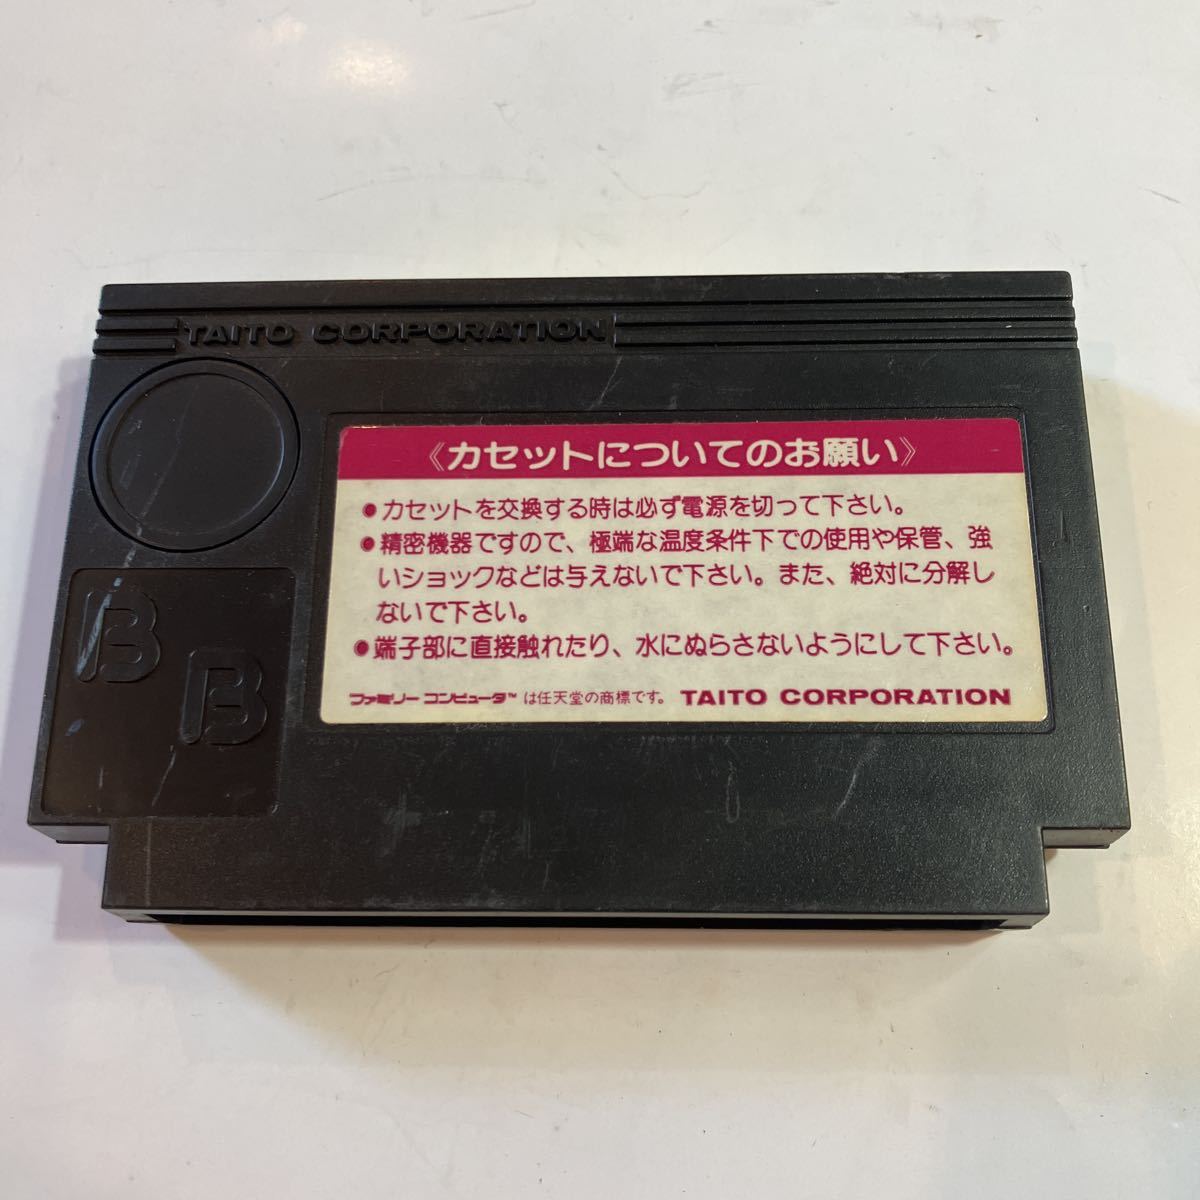 TAITO CORPORATION
《カセットについてのお願い》
●カセットを交換する時は必ず電源を切って下さい。
●精密機器ですので、極端な温度条件下での使用や保管、強
いショックなどは与えないで下さい。また、絶対に分解し
ないで下さい。
●端子部に直接触れたり、水にぬらさないようにして下さい。
ファミリーコンピュータ™は任天堂の商標です。 TAITO CORPORATION
B
B